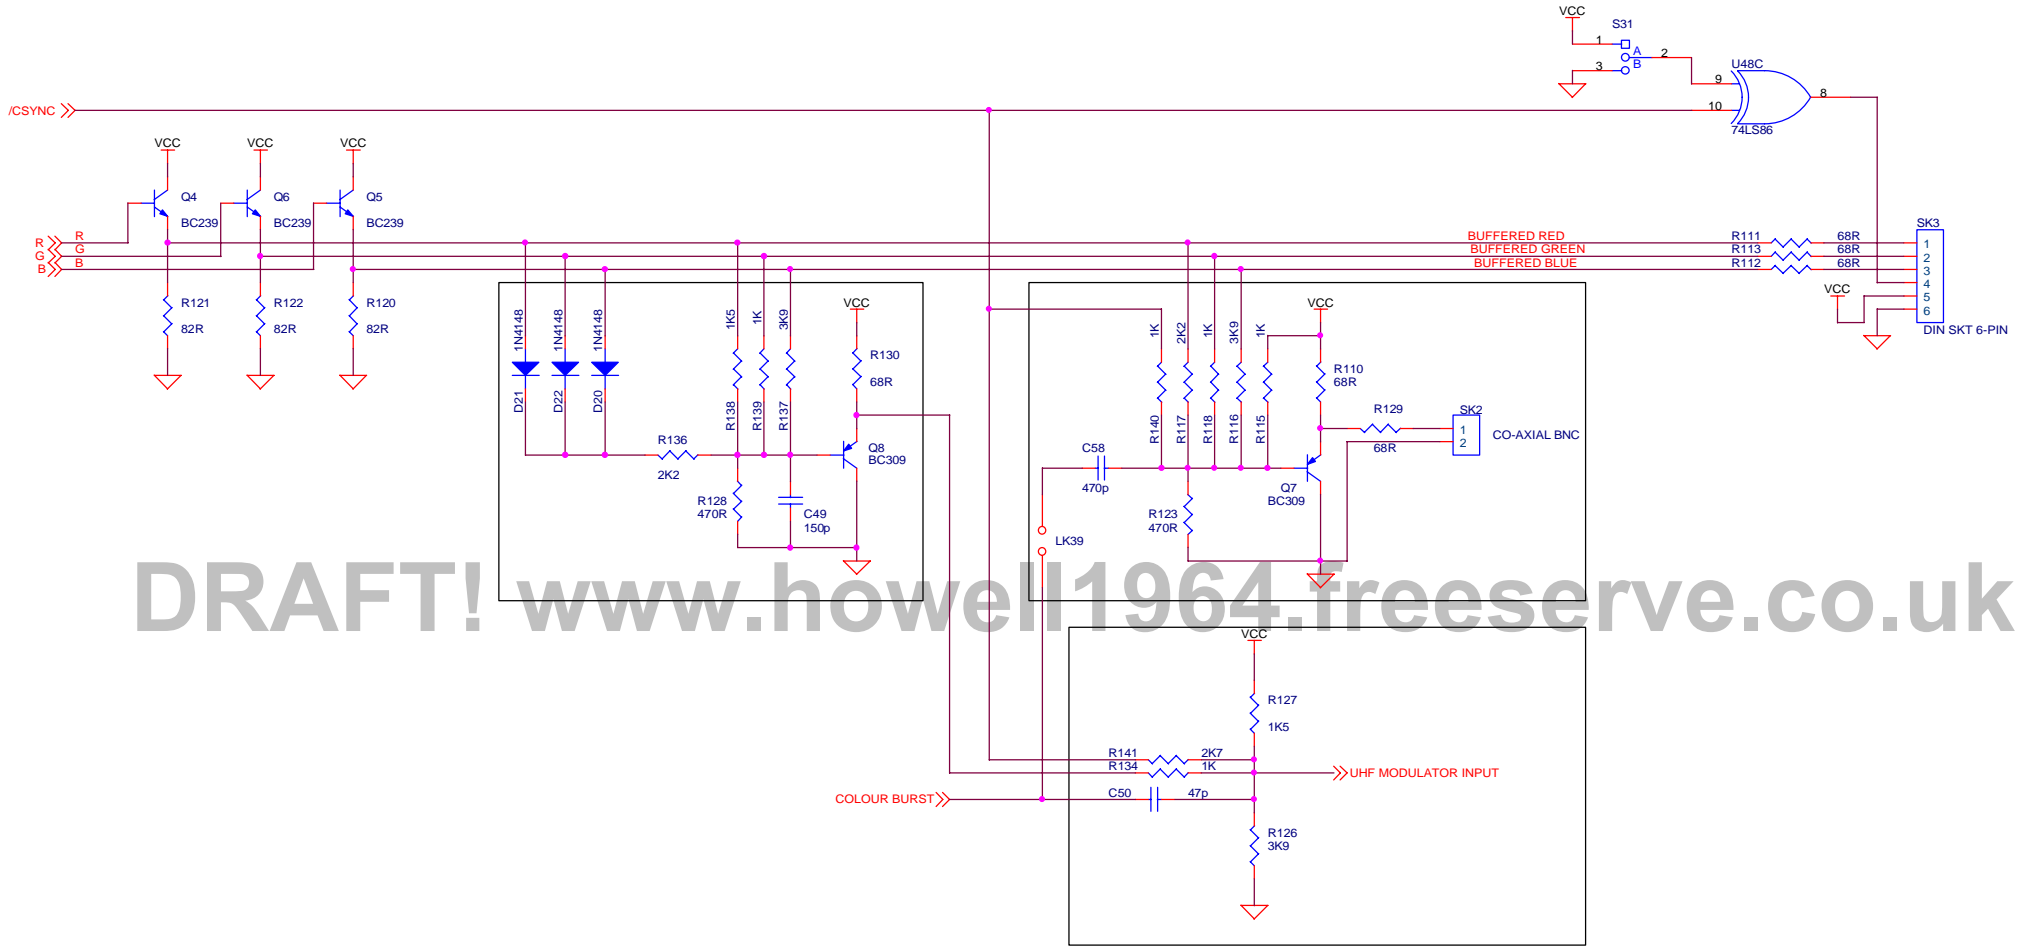 VCC
S31
1
A
2
B
3
U48C
9
8
10
74LS86
/CSYNC
VCC
VCC
VCC
Q4
Q6
Q5
BC239
BC239
BC239
R R
G G
B B
BUFFERED RED
BUFFERED GREEN
BUFFERED BLUE
R111 68R
R113 68R
R112 68R
SK3
1
2
3
4
5
6
VCC
DIN SKT 6-PIN
R121
82R
R122
82R
R120
82R
1N4148
1N4148
1N4148
D21
D22
D20
1K5
1K
3K9
R138
R139
R137
VCC
R130
68R
R136
2K2
Q8
BC309
R128
470R
C49
150p
1K
2K2
1K
3K9
1K
R140
R117
R118
R116
R115
VCC
R110
68R
R129
68R
SK2
1
2
CO-AXIAL BNC
C58
470p
Q7
BC309
R123
470R
LK39
DRAFT! www.howell1964.freeserve.co.uk
VCC
R127
1K5
R141 2K7
R134 1K
UHF MODULATOR INPUT
COLOUR BURST
C50 47p
R126
3K9